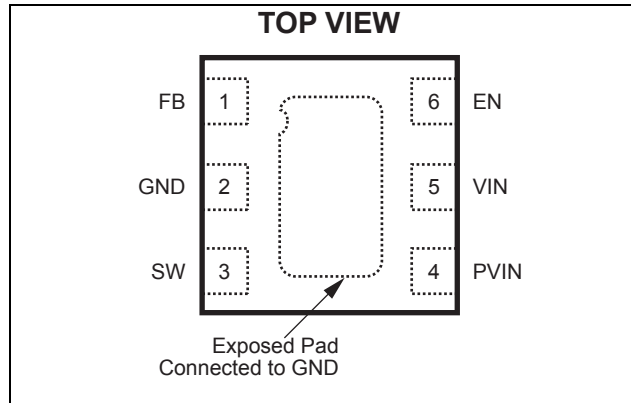 TOP VIEW
FB 1 6 EN
GND 2 5 VIN
SW 3 4 PVIN
Exposed Pad
Connected to GND